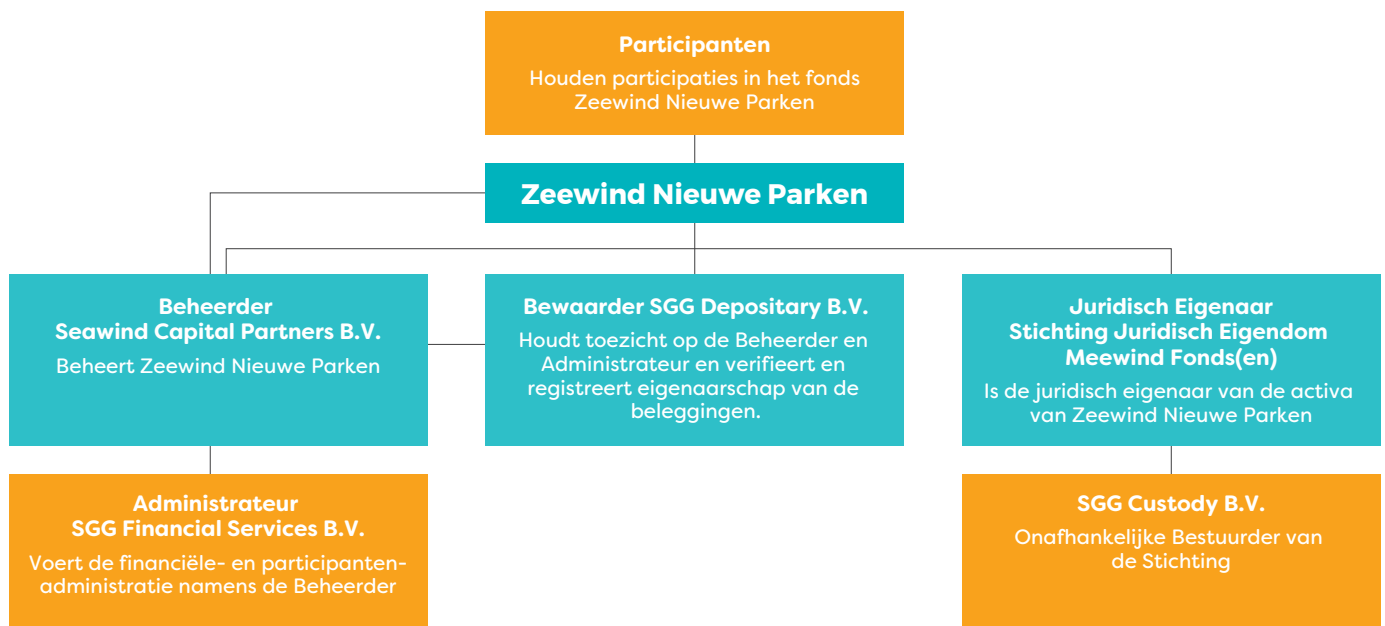 Participanten
Houden participaties in het fonds
Zeewind Nieuwe Parken
Zeewind Nieuwe Parken
Beheerder
Seawind Capital Partners B.V.
Beheert Zeewind Nieuwe Parken
Bewaarder SGG Depositary B.V.
Houdt toezicht op de Beheerder en
Administrateur en verifieert en
registreert eigenaarschap van de
beleggingen.
Juridisch Eigenaar
Stichting Juridisch Eigendom
Meewind Fonds(en)
Is de juridisch eigenaar van de activa
van Zeewind Nieuwe Parken
Administrateur
SGG Financial Services B.V.
Voert de financiële- en participanten-
administratie namens de Beheerder
SGG Custody B.V.
Onafhankelijke Bestuurder van
de Stichting